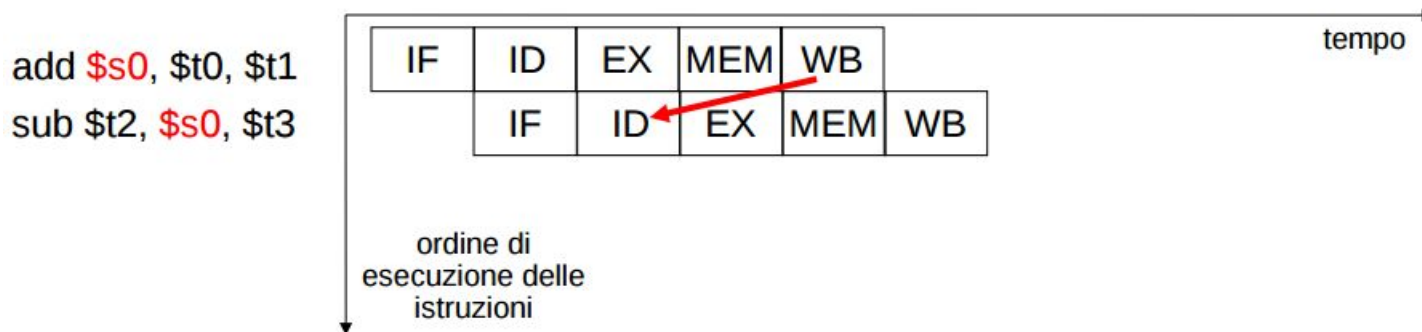 add $s0, $t0, $t1
IF ID EX MEM WB
tempo
sub $t2, $s0, $t3
IF ID EX MEM WB
ordine di
esecuzione delle
istruzioni